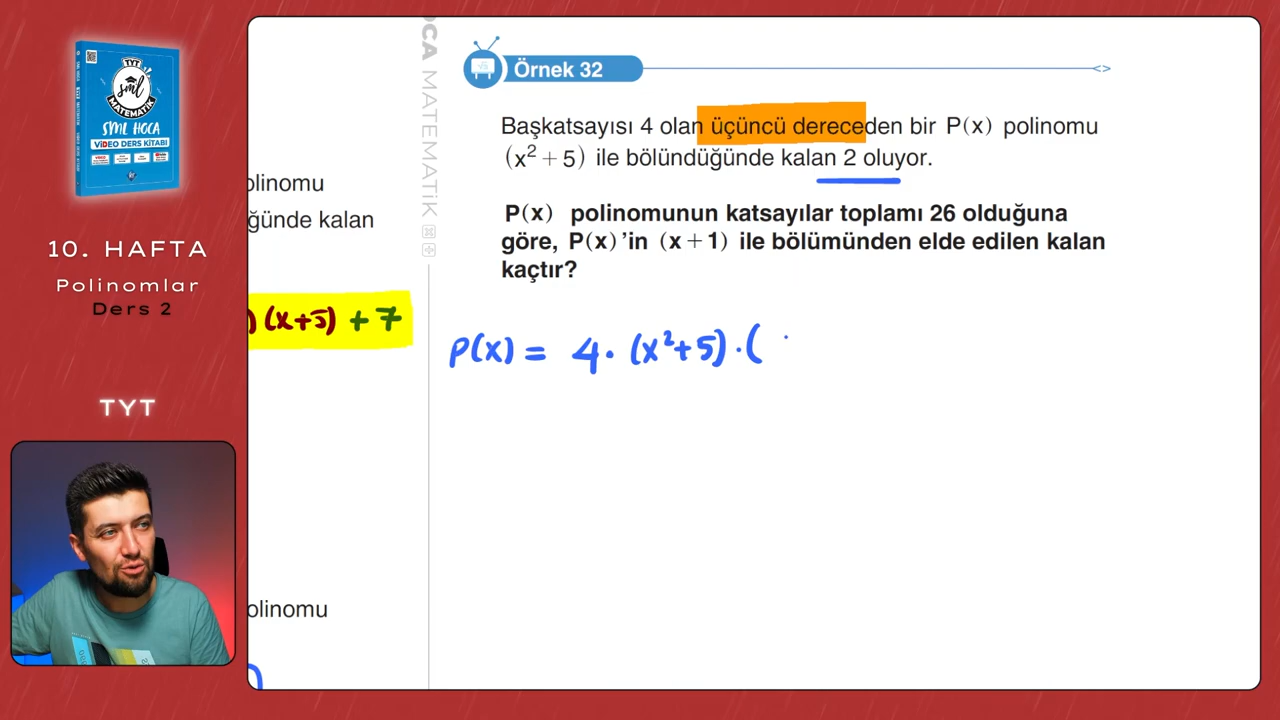 TYT
sml
MATEMATİK
SML HOCA
VİDEO DERS KİTABI
10. HAFTA
Polinomlar
Ders 2
TYT
olinomu
ğünde kalan
) (x+5) + 7
olinomu
OCA MATEMATİK
Örnek 32
Başkatsayısı 4 olan üçüncü dereceden bir P(x) polinomu
(x² + 5) ile bölündüğünde kalan 2 oluyor.
P(x) polinomunun katsayılar toplamı 26 olduğuna
göre, P(x)'in (x + 1) ile bölümünden elde edilen kalan
kaçtır?
P(x) = 4 · (x²+5) · (